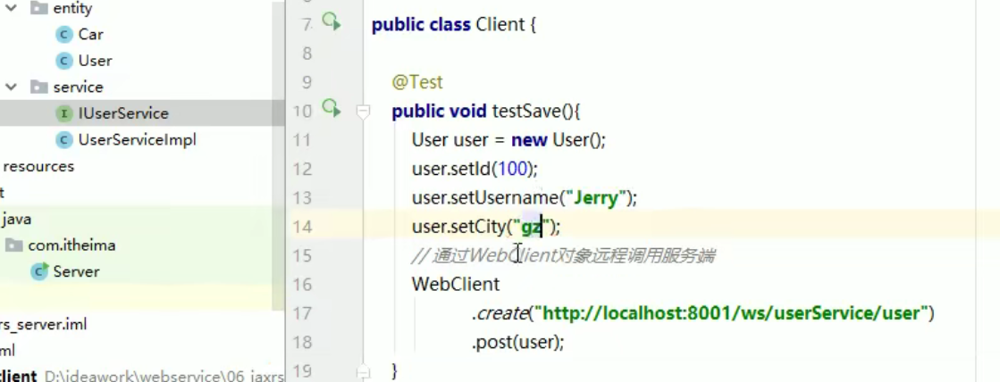 entity
Car
User
service
IUserService
UserServiceImpl
resources
t
java
com.itheima
Server
rs_server.iml
ml
client D:\ideawork\webservice\06_jaxrs
7 public class Client {
8
9 @Test
10 public void testSave(){
11 User user = new User();
12 user.setId(100);
13 user.setUsername("Jerry");
14 user.setCity("gz");
15 // 通过WebClient对象远程调用服务端
16 WebClient
17 .create("http://localhost:8001/ws/userService/user")
18 .post(user);
19 }